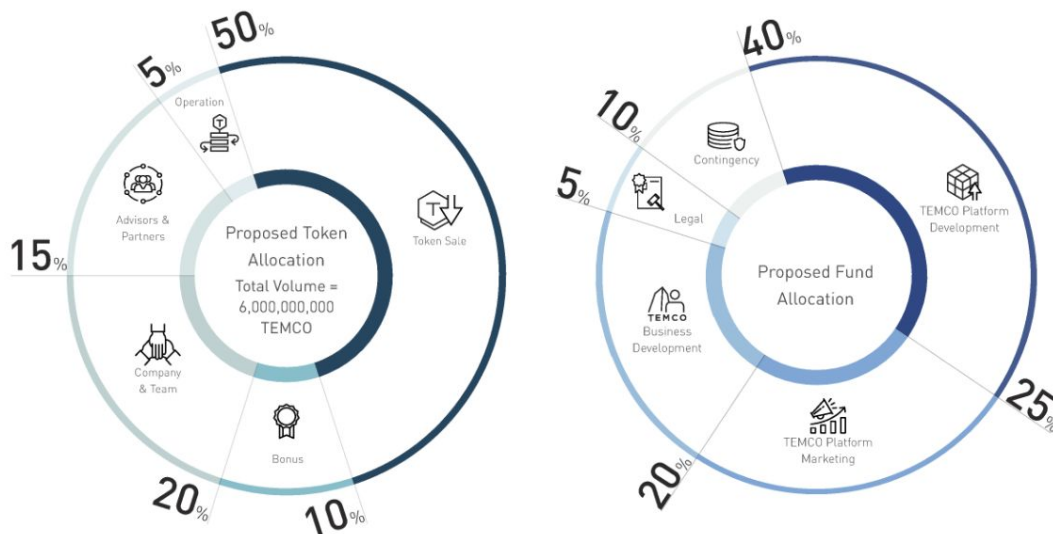 50%
5%
Operation
Advisors &
Partners
15%
Company
& Team
20%
Bonus
10%
T
Token Sale
Proposed Token
Allocation
Total Volume =
6,000,000,000
TEMCO
40%
10%
Contingency
5%
Legal
TEMCO
Business
Development
20%
TEMCO Platform
Marketing
25%
TEMCO Platform
Development
Proposed Fund
Allocation